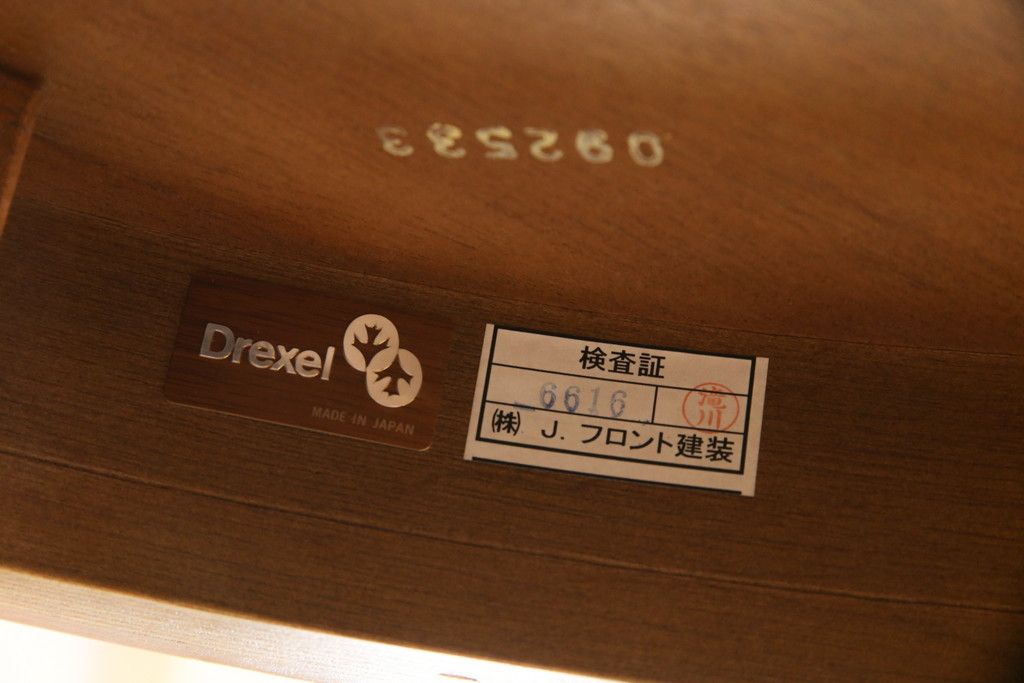 092533
Drexel
MADE IN JAPAN
検査証
6616 滝川
㈱ J. フロント建装